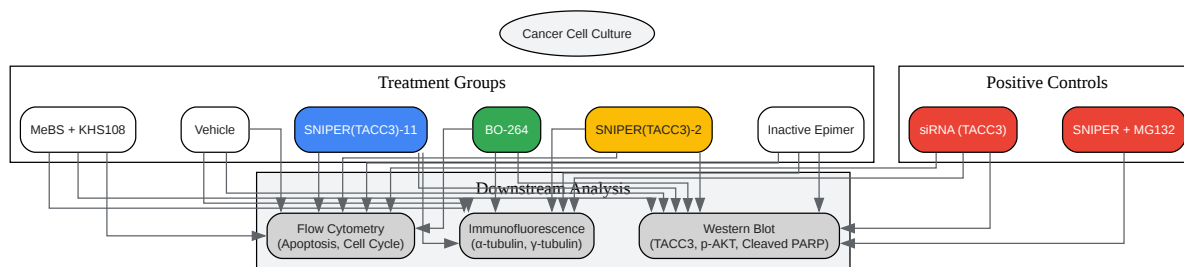 Cancer Cell Culture
Treatment Groups
Positive Controls
MeBS + KHS108
Vehicle
SNIPER(TACC3)-11
BO-264
SNIPER(TACC3)-2
Inactive Epimer
siRNA (TACC3)
SNIPER + MG132
Downstream Analysis
Flow Cytometry
(Apoptosis, Cell Cycle)
Immunofluorescence
(α-tubulin, γ-tubulin)
Western Blot
(TACC3, p-AKT, Cleaved PARP)